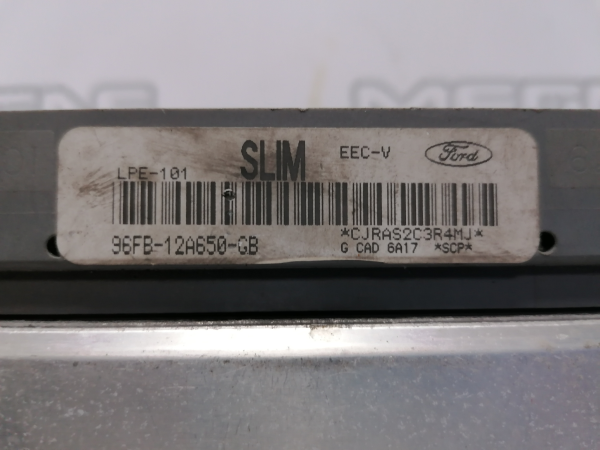 SLIM EEC-V Ford
LPE-101
*CJRAS2C3R4MJ*
96FB-12A650-GB G CAD 6A17 *SCP*